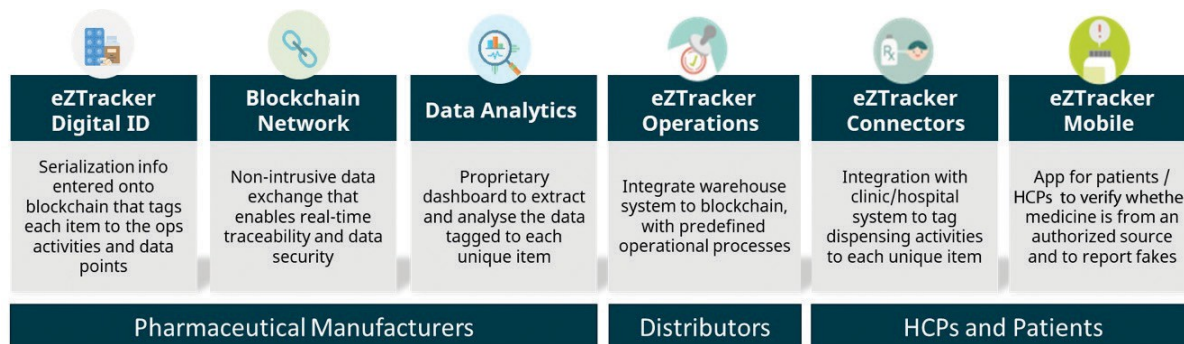 eZTracker
Digital ID
Serialization info
entered onto
blockchain that tags
each item to the ops
activities and data
points
Blockchain
Network
Non-intrusive data
exchange that
enables real-time
traceability and data
security
Data Analytics
Proprietary
dashboard to extract
and analyse the data
tagged to each
unique item
eZTracker
Operations
Integrate warehouse
system to blockchain,
with predefined
operational processes
Rx
eZTracker
Connectors
Integration with
clinic/hospital
system to tag
dispensing activities
to each unique item
!
eZTracker
Mobile
App for patients /
HCPs to verify whethe
medicine is from an
authorized source
and to report fakes
Pharmaceutical Manufacturers
Distributors
HCPs and Patients